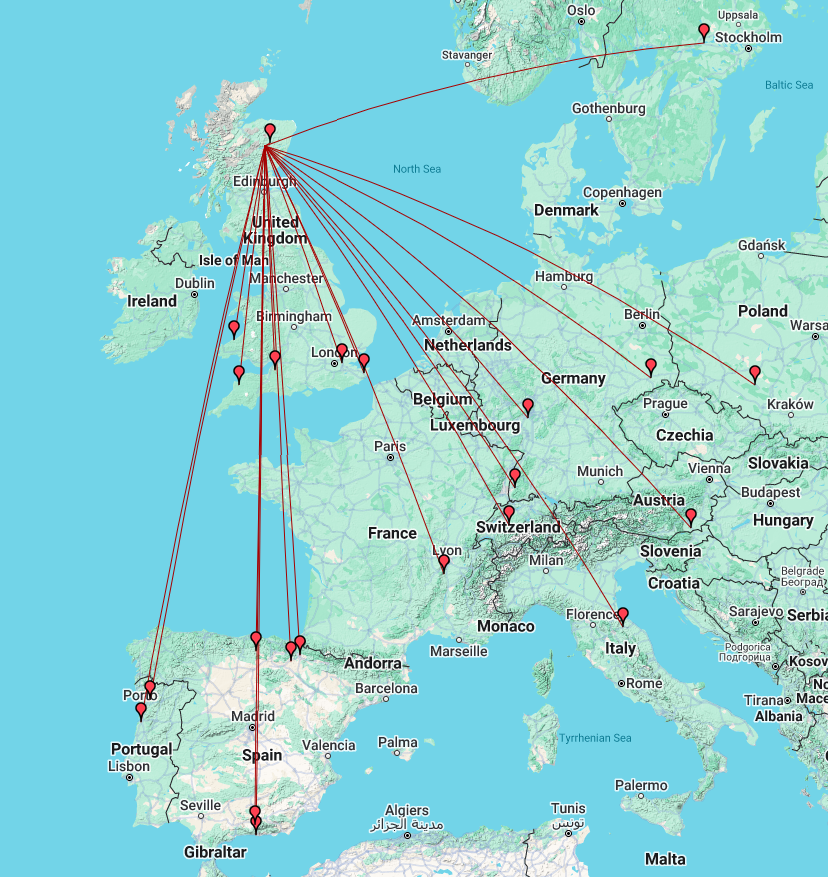 Oslo
Uppsala
Stockholm
Stavanger
Baltic Sea
Gothenburg
North Sea
Edinburgh
Copenhagen
Denmark
United
Kingdom
Gdańsk
Isle of Man
Manchester
Hamburg
Dublin
Ireland
Birmingham
Amsterdam
Berlin
Poland
Warsa
Netherlands
London
Germany
Belgium
Prague
Kraków
Luxembourg
Czechia
Paris
Slovakia
Munich
Vienna
Budapest
Austria
Hungary
France
Switzerland
Lyon
Slovenia
Milan
Croatia
Belgrade
Београд
Florence
Sarajevo
Serbia
Monaco
Marseille
Italy
Podgorica
Подгорица
Kosovo
Andorra
Rome
No
Barcelona
Porto
Tirana
Mace
Albania
Madrid
Tyrrhenian Sea
Palma
Valencia
Portugal
Spain
Lisbon
Palermo
Seville
Algiers
مدينة الجزائر
Tunis
تونس
Gibraltar
Malta